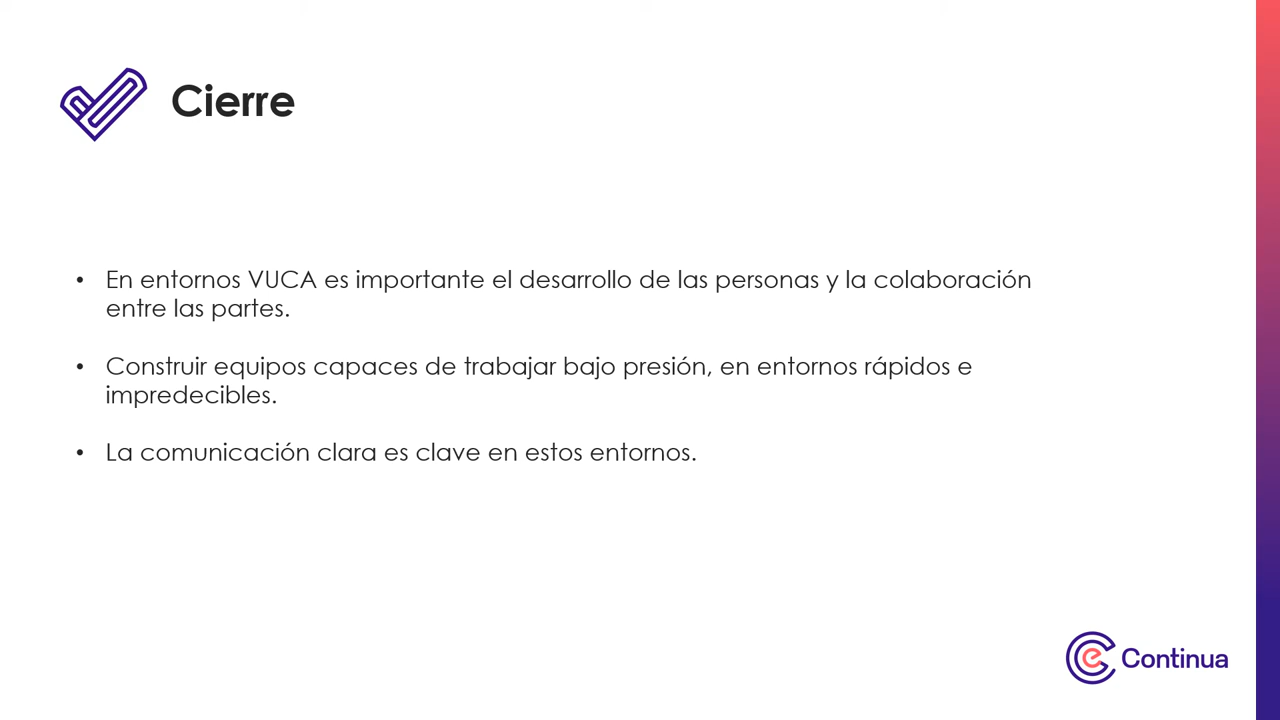 Cierre
• En entornos VUCA es importante el desarrollo de las personas y la colaboración
entre las partes.
• Construir equipos capaces de trabajar bajo presión, en entornos rápidos e
impredecibles.
• La comunicación clara es clave en estos entornos.
Continua